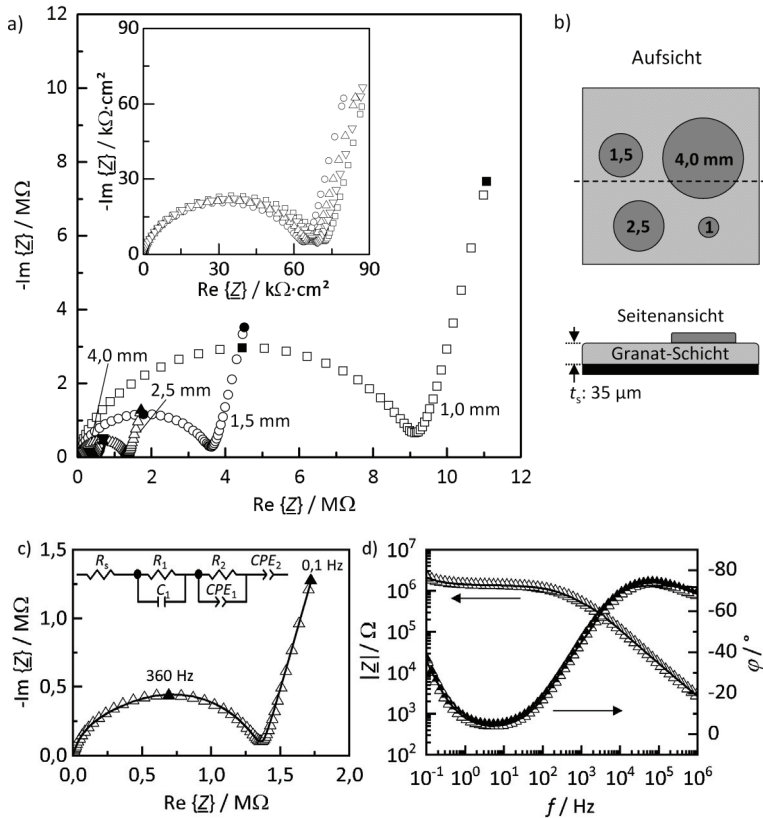 a)
12
10
8
6
4
2
0
-Im {Z} / MΩ
0 2 4 6 8 10 12
Re {Z} / MΩ
90
60
30
0
-Im {Z} / kΩ·cm²
0 30 60 90
Re {Z} / kΩ·cm²
4,0 mm
2,5 mm
1,5 mm
1,0 mm
b)
Aufsicht
1,5
4,0 mm
2,5
1
Seitenansicht
Granat-Schicht
tₛ: 35 µm
c)
1,5
1,0
0,5
0,0
-Im {Z} / MΩ
0,0 0,5 1,0 1,5 2,0
Re {Z} / MΩ
Rₛ R₁ R₂ CPE₂
C₁ CPE₁
0,1 Hz
360 Hz
d)
10⁷
10⁶
10⁵
10⁴
10³
10²
|Z| / Ω
10⁻¹ 10⁰ 10¹ 10² 10³ 10⁴ 10⁵ 10⁶
f / Hz
-80
-60
-40
-20
0
φ / °